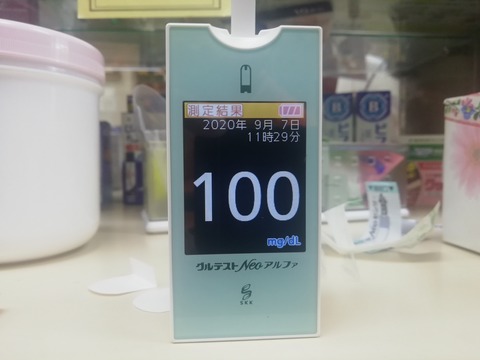 測定結果
2020年 9月 7日
11時29分
100
mg/dL
グルテストNeoアルファ
SKK